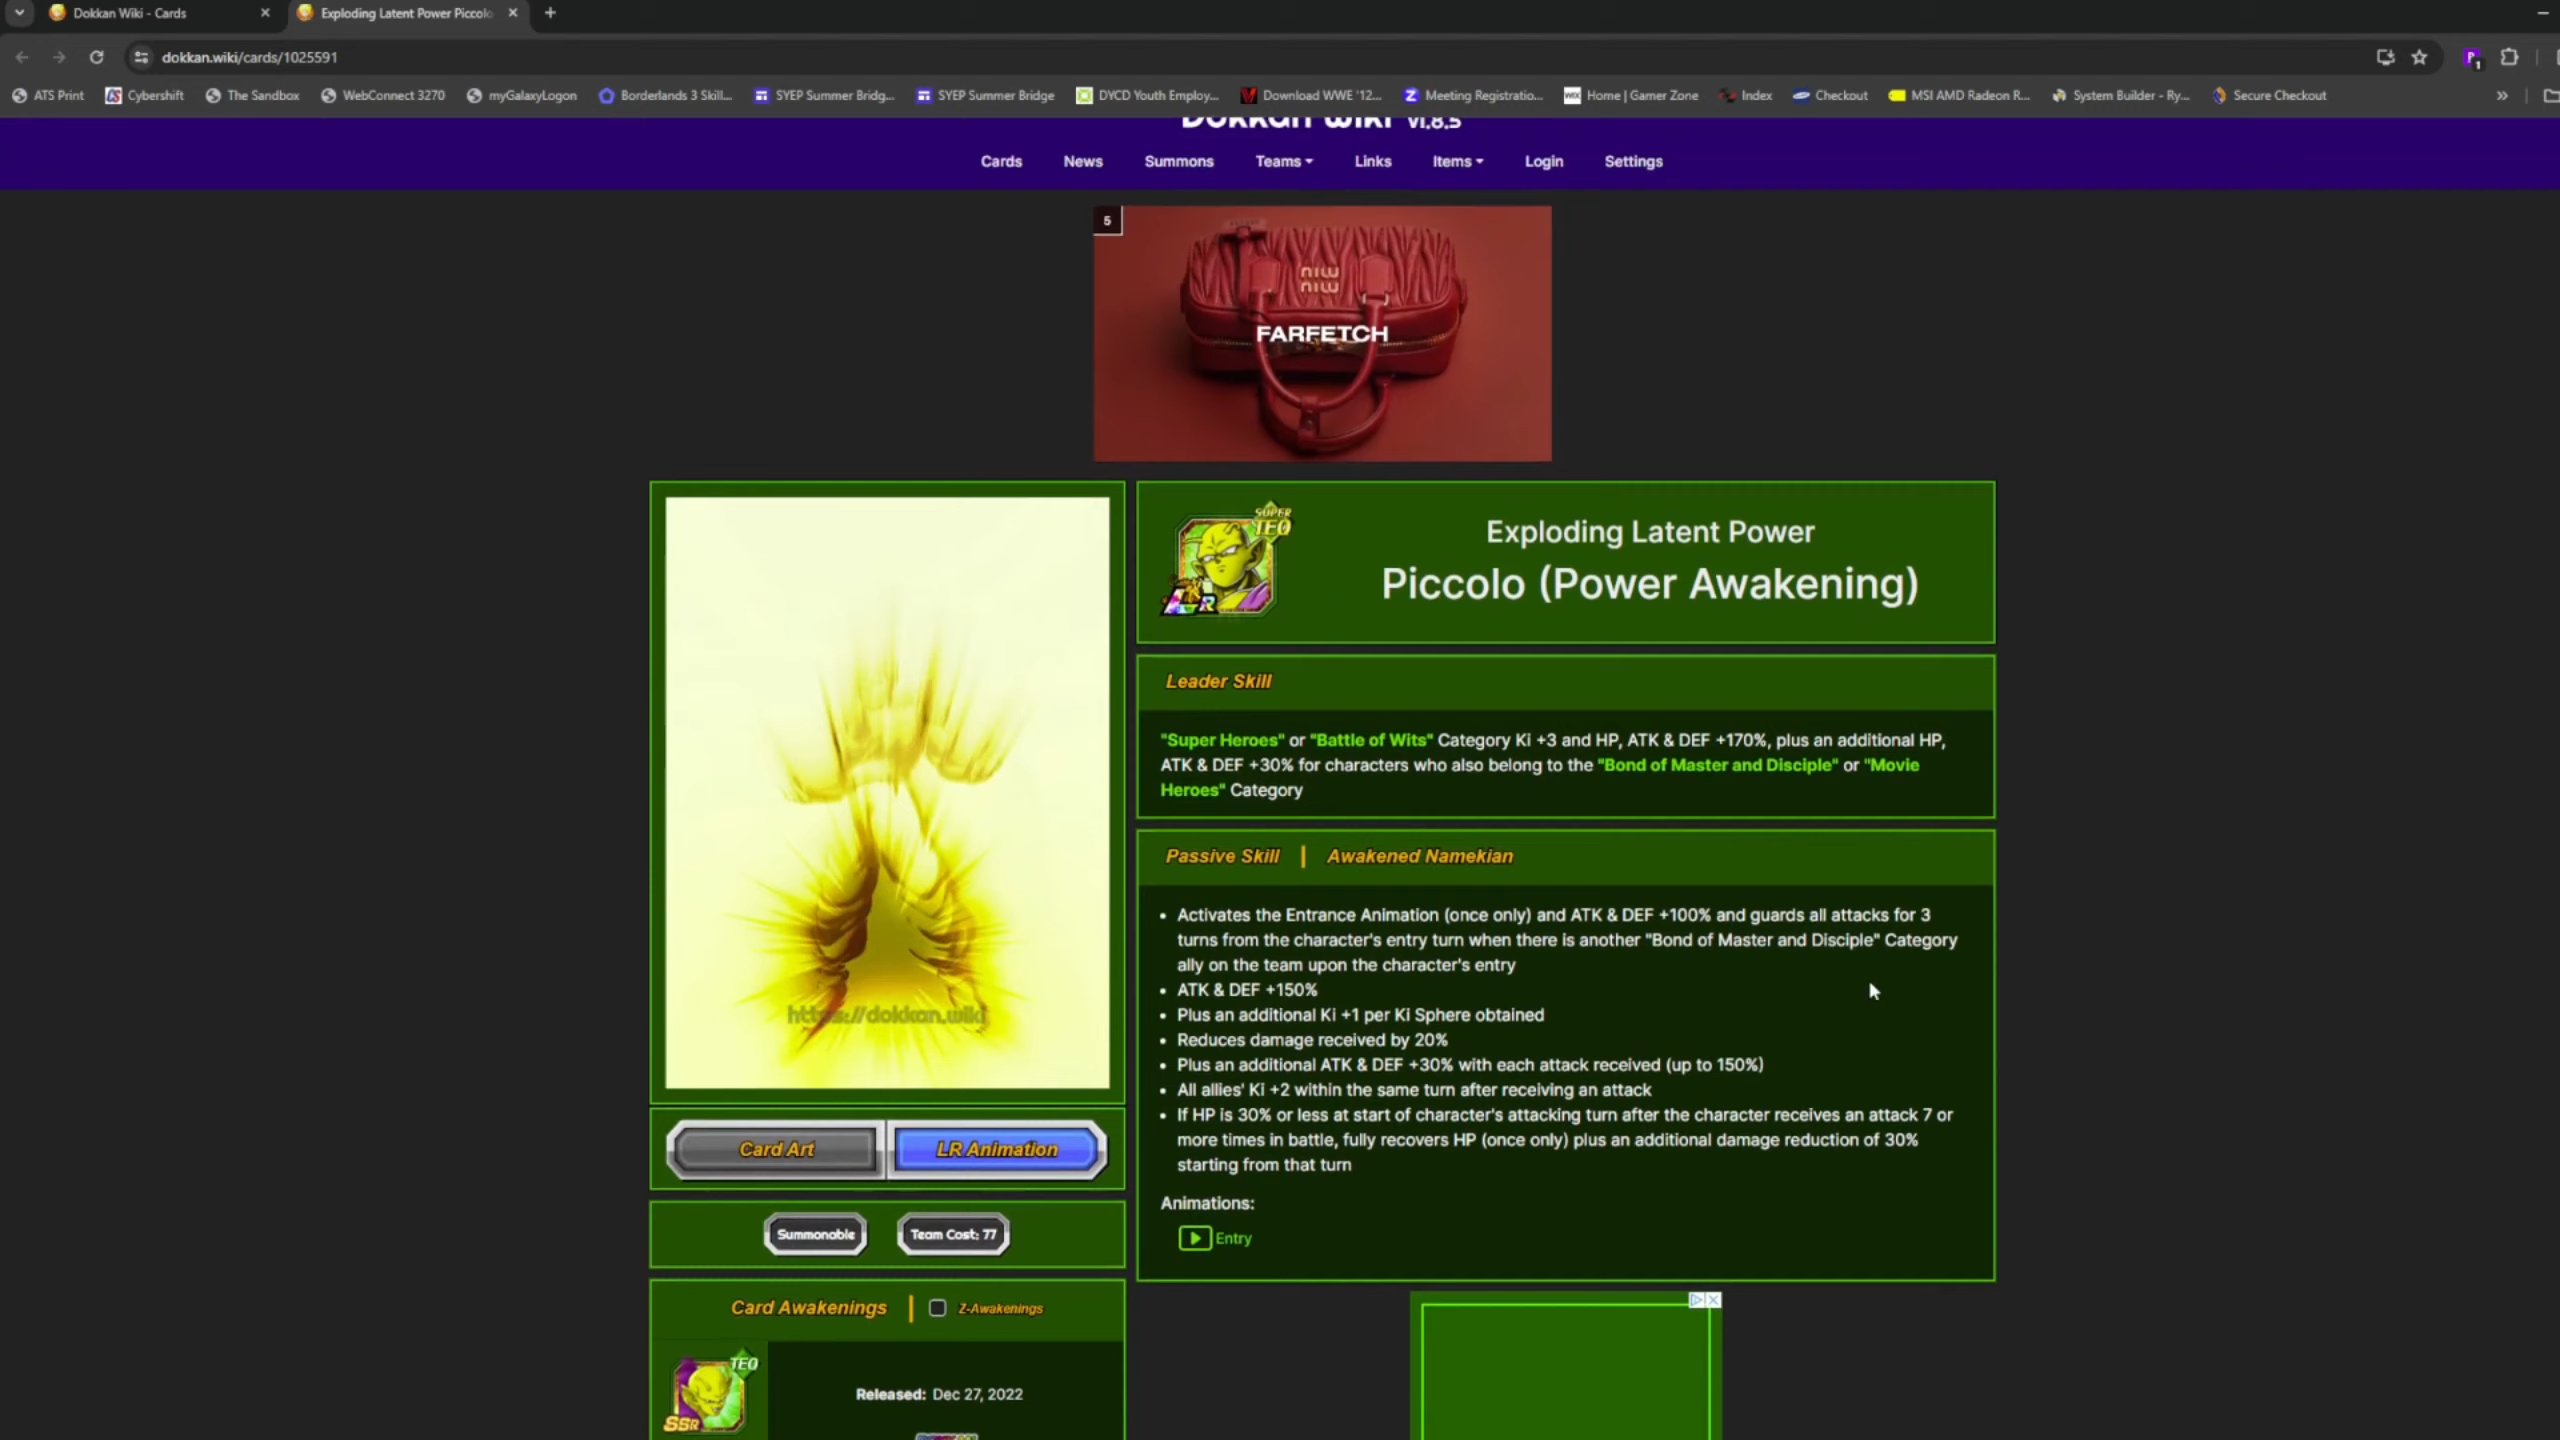 Dokkan Wiki - Cards
Exploding Latent Power Piccolo
dokkan.wiki/cards/1025591
ATS Print
Cybershift
The Sandbox
WebConnect 3270
myGalaxyLogon
Borderlands 3 Skill...
SYEP Summer Bridg...
SYEP Summer Bridge
DYCD Youth Employ...
Download WWE '12...
Meeting Registratio...
Home | Gamer Zone
Index
Checkout
MSI AMD Radeon R...
System Builder - Ry...
Secure Checkout
Dokkan Wiki v1.8.5
Cards News Summons Teams Links Items Login Settings
5
miu
miu
FARFETCH
https://dokkan.wiki
Card Art
LR Animation
Summonable
Team Cost: 77
Card Awakenings | Z-Awakenings
TEQ
SSR
Released: Dec 27, 2022
SUPER
TEQ
LR
Exploding Latent Power
Piccolo (Power Awakening)
Leader Skill
"Super Heroes" or "Battle of Wits" Category Ki +3 and HP, ATK & DEF +170%, plus an additional HP,
ATK & DEF +30% for characters who also belong to the "Bond of Master and Disciple" or "Movie
Heroes" Category
Passive Skill | Awakened Namekian
• Activates the Entrance Animation (once only) and ATK & DEF +100% and guards all attacks for 3
turns from the character's entry turn when there is another "Bond of Master and Disciple" Category
ally on the team upon the character's entry
• ATK & DEF +150%
• Plus an additional Ki +1 per Ki Sphere obtained
• Reduces damage received by 20%
• Plus an additional ATK & DEF +30% with each attack received (up to 150%)
• All allies' Ki +2 within the same turn after receiving an attack
• If HP is 30% or less at start of character's attacking turn after the character receives an attack 7 or
more times in battle, fully recovers HP (once only) plus an additional damage reduction of 30%
starting from that turn
Animations:
Entry